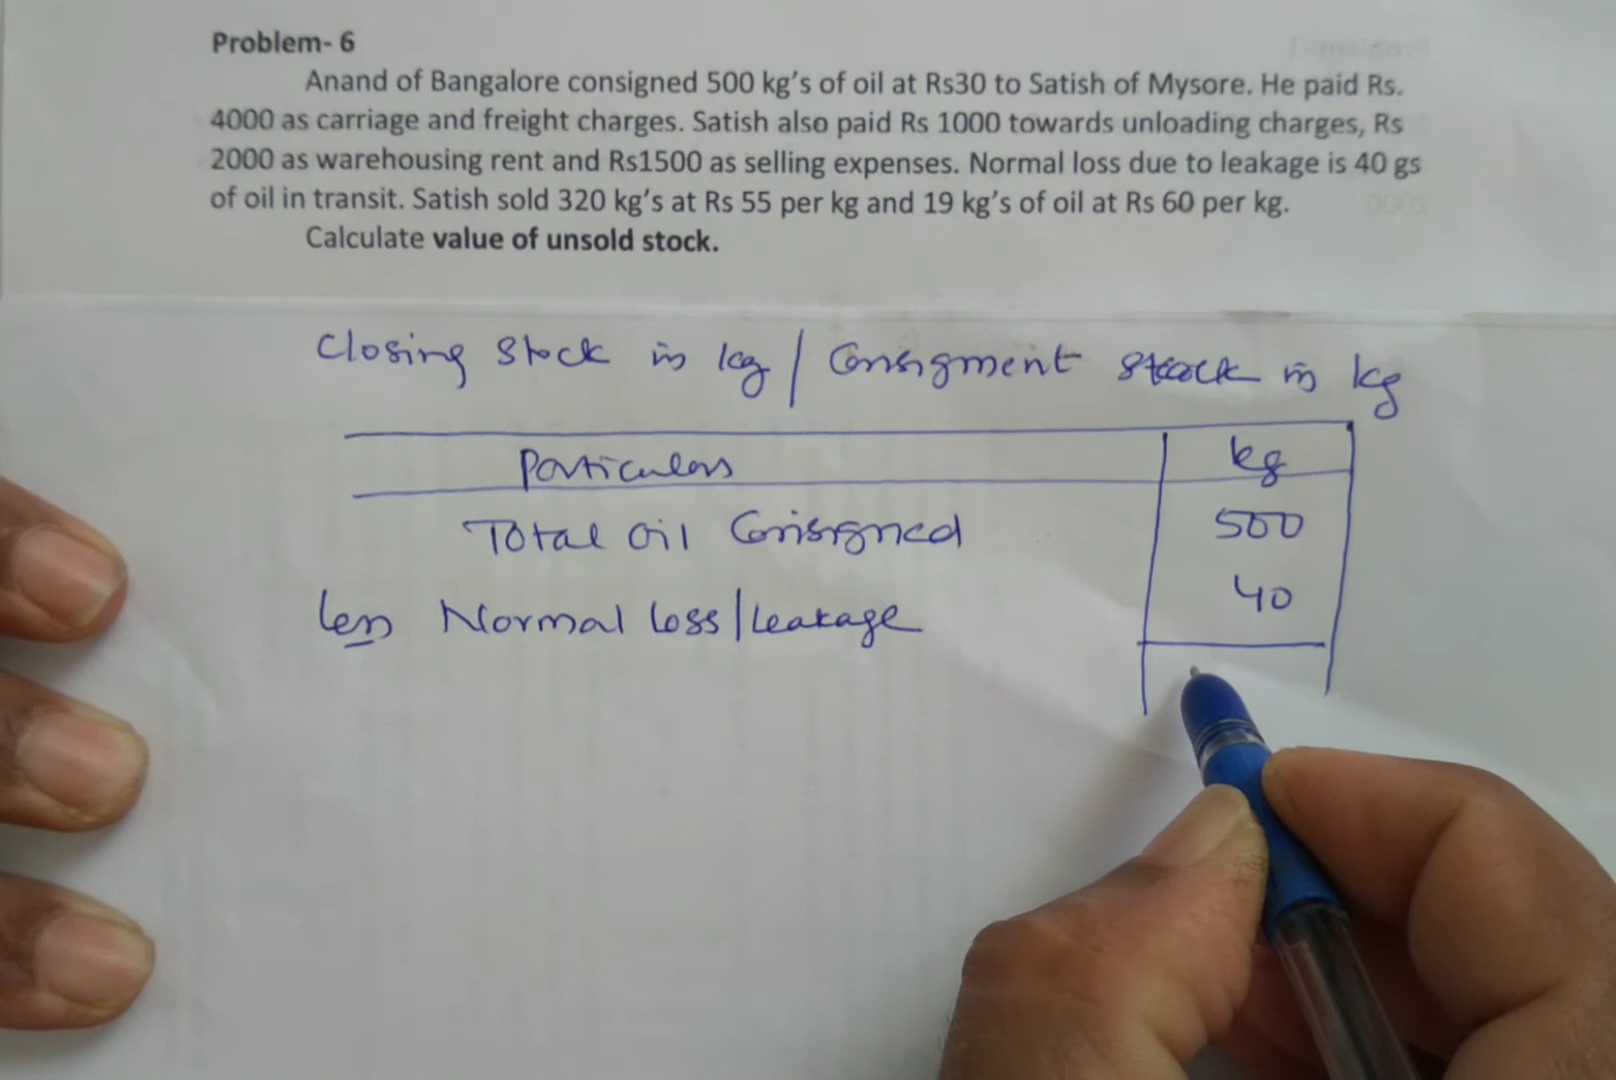 Problem- 6
Anand of Bangalore consigned 500 kg's of oil at Rs30 to Satish of Mysore. He paid Rs.
4000 as carriage and freight charges. Satish also paid Rs 1000 towards unloading charges, Rs
2000 as warehousing rent and Rs1500 as selling expenses. Normal loss due to leakage is 40 gs
of oil in transit. Satish sold 320 kg's at Rs 55 per kg and 19 kg's of oil at Rs 60 per kg.
Calculate value of unsold stock.
Closing Stock in kg / Consigment stock in kg
Particulars kg
Total oil Consigned 500
less Normal loss/leakage 40